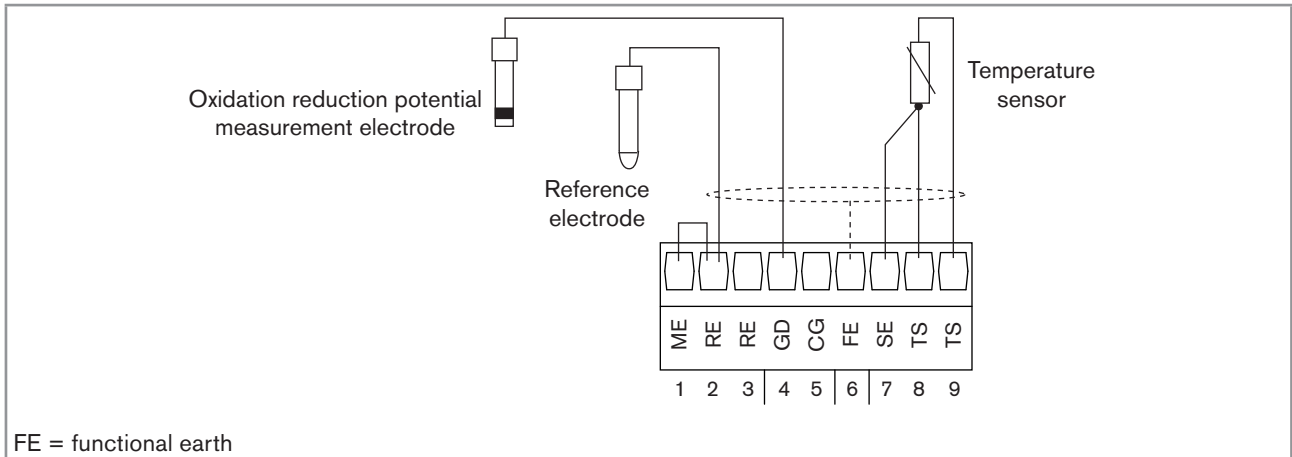 Oxidation reduction potential
measurement electrode
Reference
electrode
Temperature
sensor
ME RE RE GD CG FE SE TS TS
1 2 3 4 5 6 7 8 9
FE = functional earth